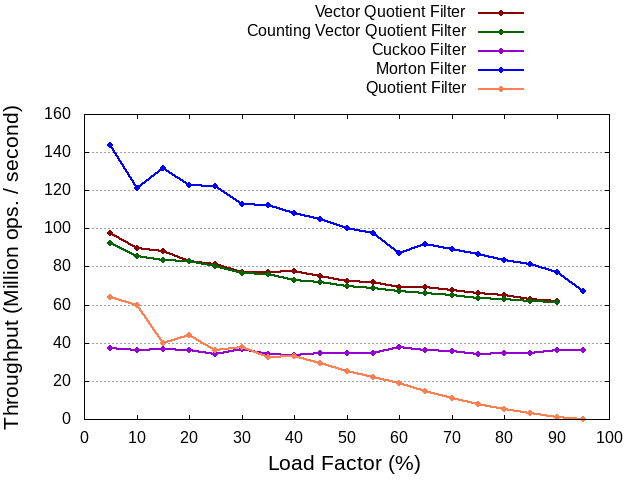 Vector Quotient Filter
Counting Vector Quotient Filter
Cuckoo Filter
Morton Filter
Quotient Filter
160
140
120
100
80
60
40
20
0
Throughput (Million ops. / second)
0 10 20 30 40 50 60 70 80 90 100
Load Factor (%)